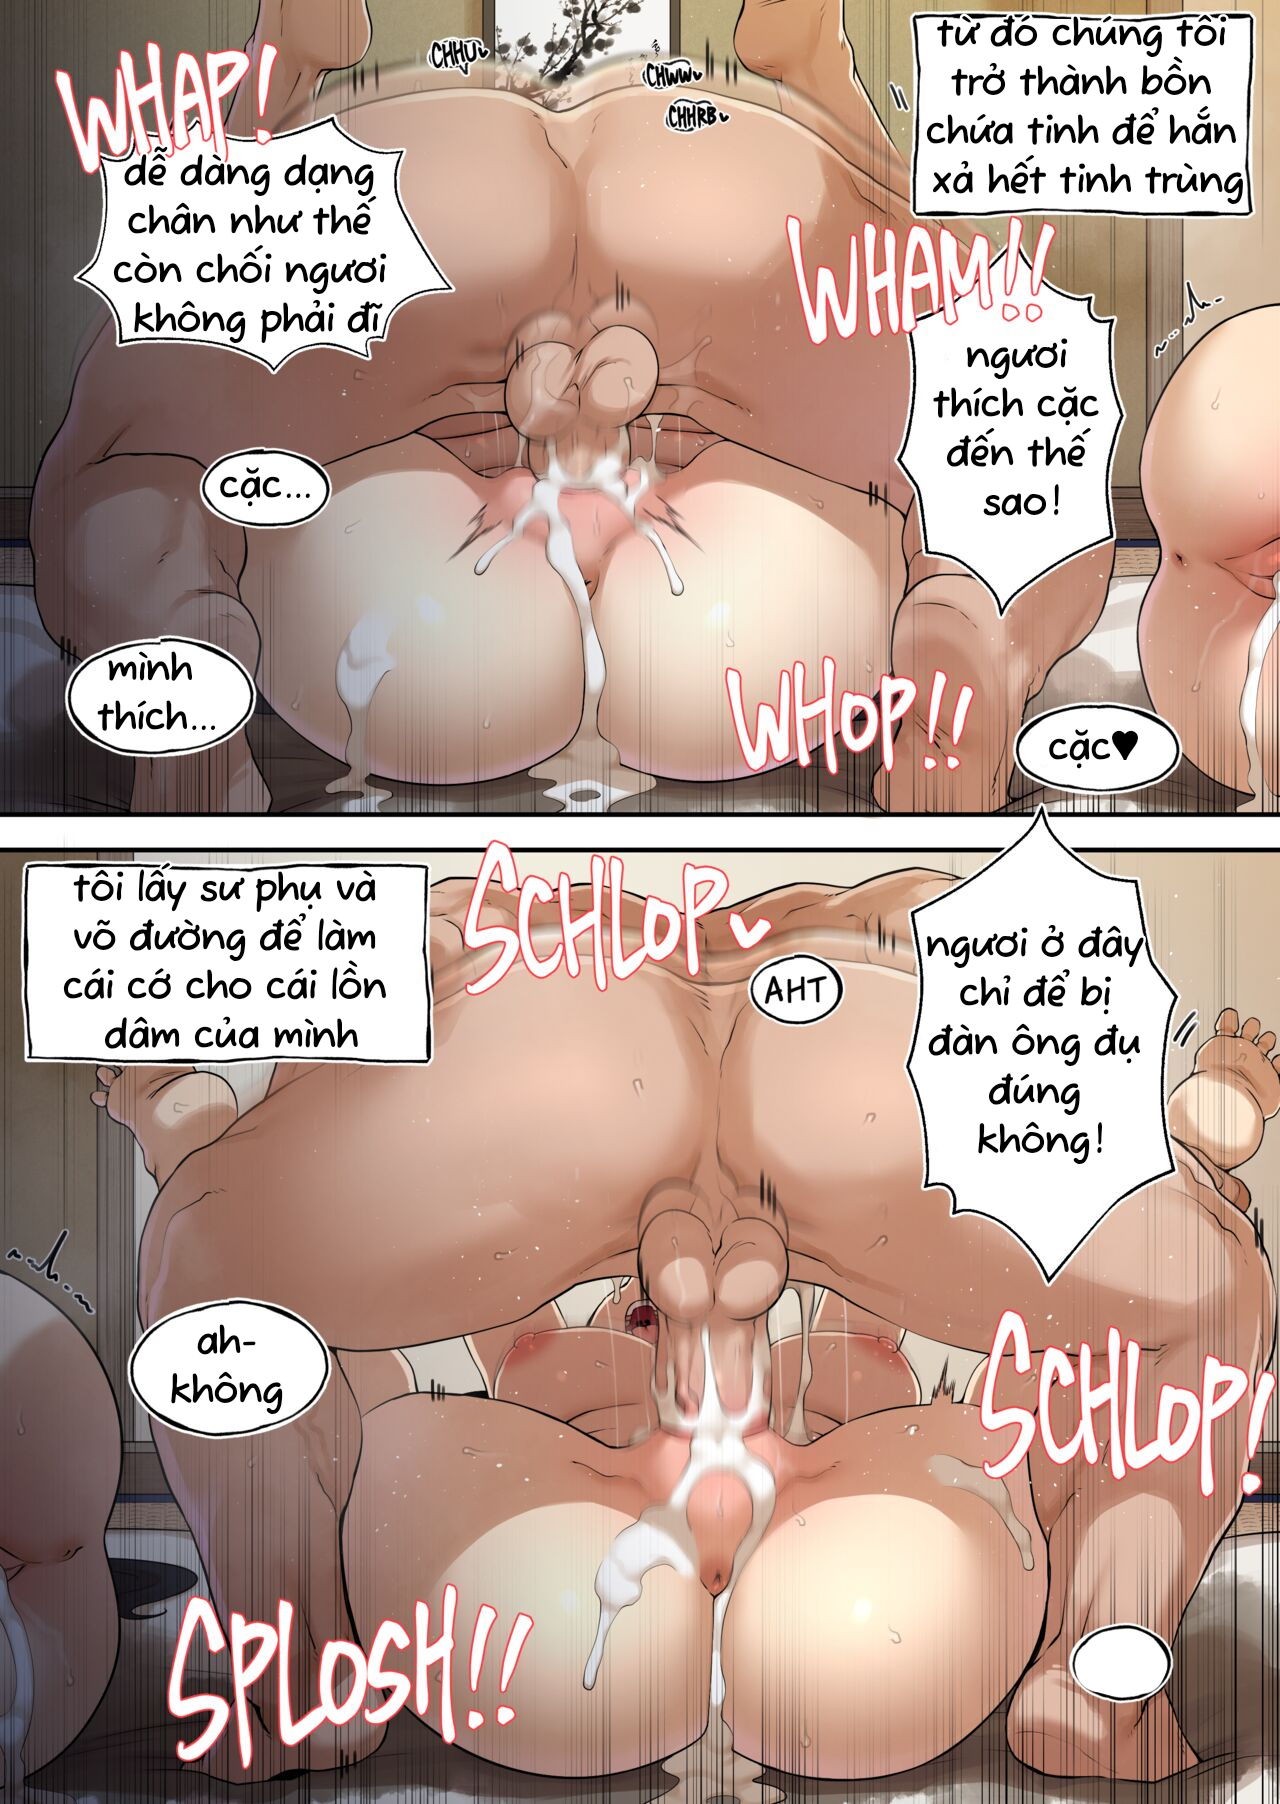 CHHU
CHWW
CHHRB
WHAP!
từ đó chúng tôi
trở thành bồn
chứa tinh để hắn
xả hết tinh trùng
dễ dàng dạng
chân như thế
còn chối ngươi
không phải đĩ
WHAM!!
ngươi
thích cặc
đến thế
sao!
cặc...
mình
thích...
WHOP!!
cặc♥
tôi lấy sư phụ và
võ đường để làm
cái cớ cho cái lồn
dâm của mình
SCHLOP
AHT
ngươi ở đây
chỉ để bị
đàn ông đụ
đúng
không!
ah-
không
SCHLOP!
SPLOSH!!